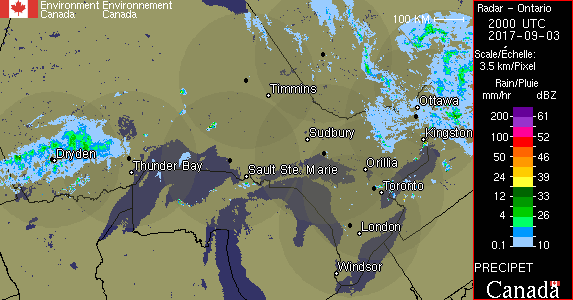 Environment Environnement
Canada Canada
100 KM
Timmins
Ottawa
Sudbury
Kingston
Dryden
Thunder Bay
Sault Ste. Marie
Orillia
Toronto
London
Windsor
Radar - Ontario
2000 UTC
2017-09-03
Scale/Échelle:
3.5 km/Pixel
Rain/Pluie
mm/hr dBZ
200 61
100 56
50 52
50 46
24 39
12 33
4 26
0.1 10
PRECIPET
Canada